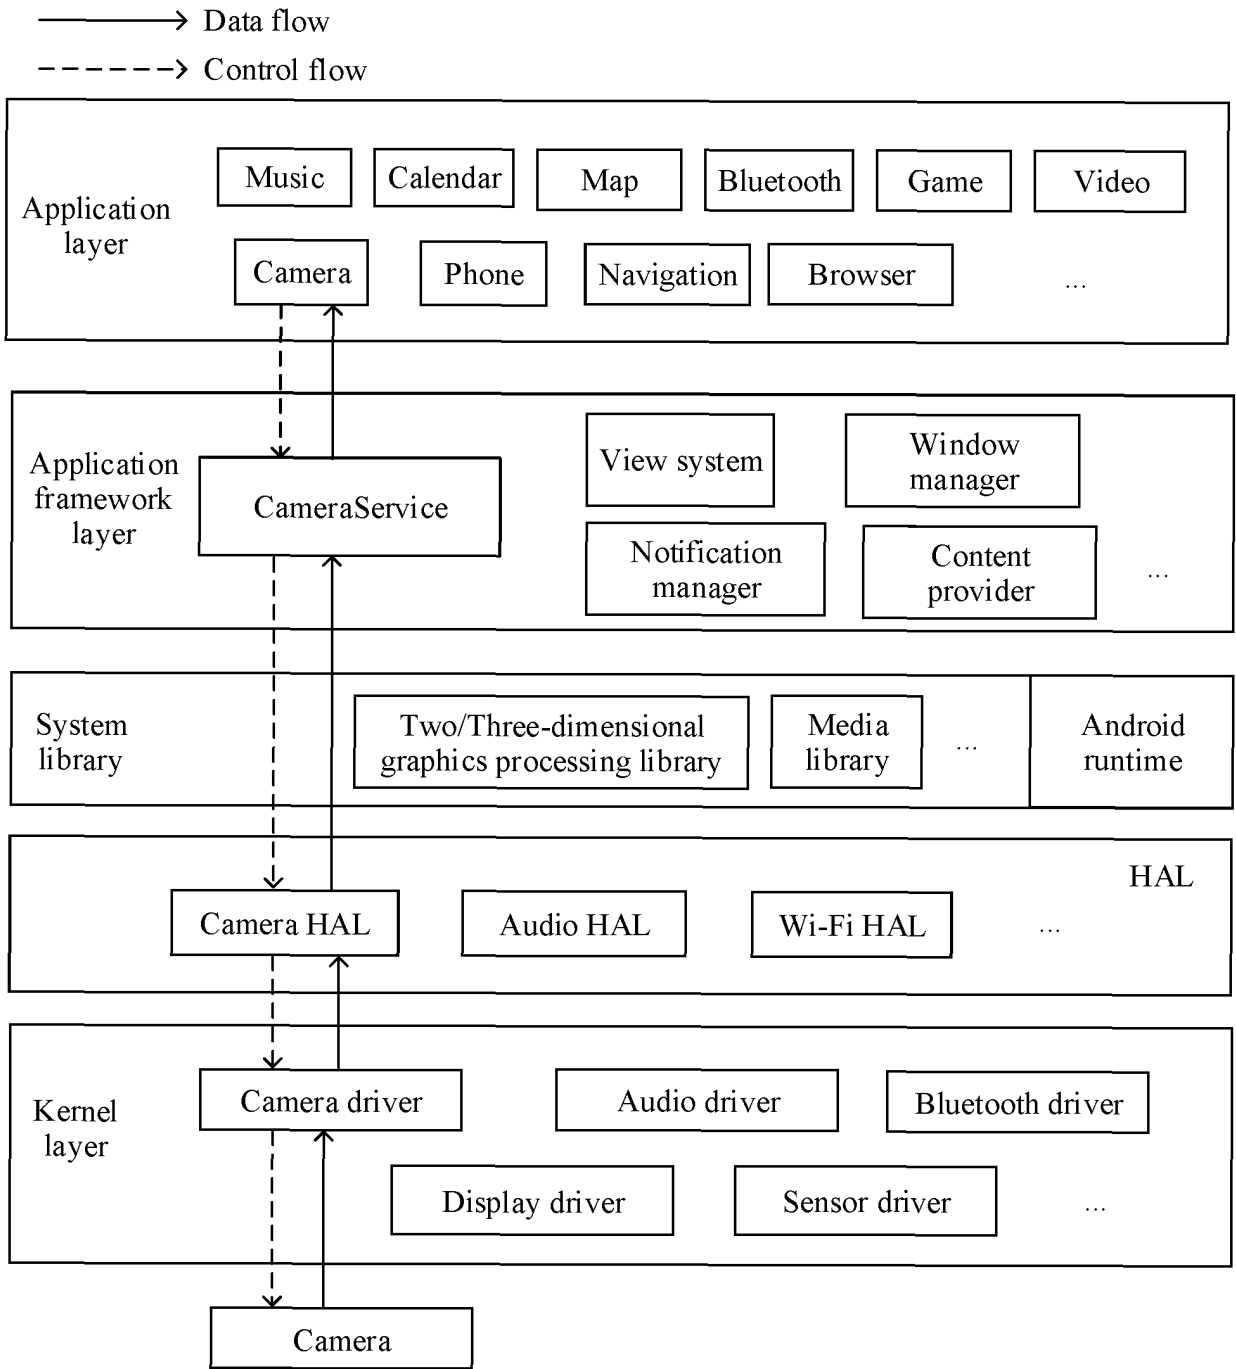 Data flow
Control flow
Application
layer
Music
Calendar
Map
Bluetooth
Game
Video
Camera
Phone
Navigation
Browser
...
Application
framework
layer
CameraService
View system
Window
manager
Notification
manager
Content
provider
...
System
library
Two/Three-dimensional
graphics processing library
Media
library
...
Android
runtime
HAL
Camera HAL
Audio HAL
Wi-Fi HAL
...
Kernel
layer
Camera driver
Audio driver
Bluetooth driver
Display driver
Sensor driver
...
Camera